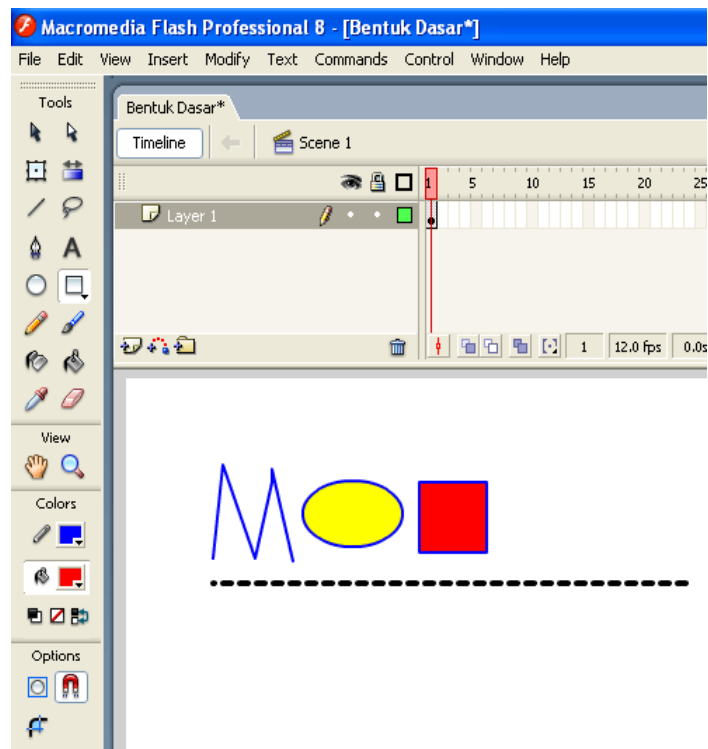 Macromedia Flash Professional 8 - [Bentuk Dasar*]
File Edit View Insert Modify Text Commands Control Window Help
Tools
Bentuk Dasar*
Timeline Scene 1
1 5 10 15 20 25
Layer 1
1 12.0 fps 0.0s
View
Colors
Options